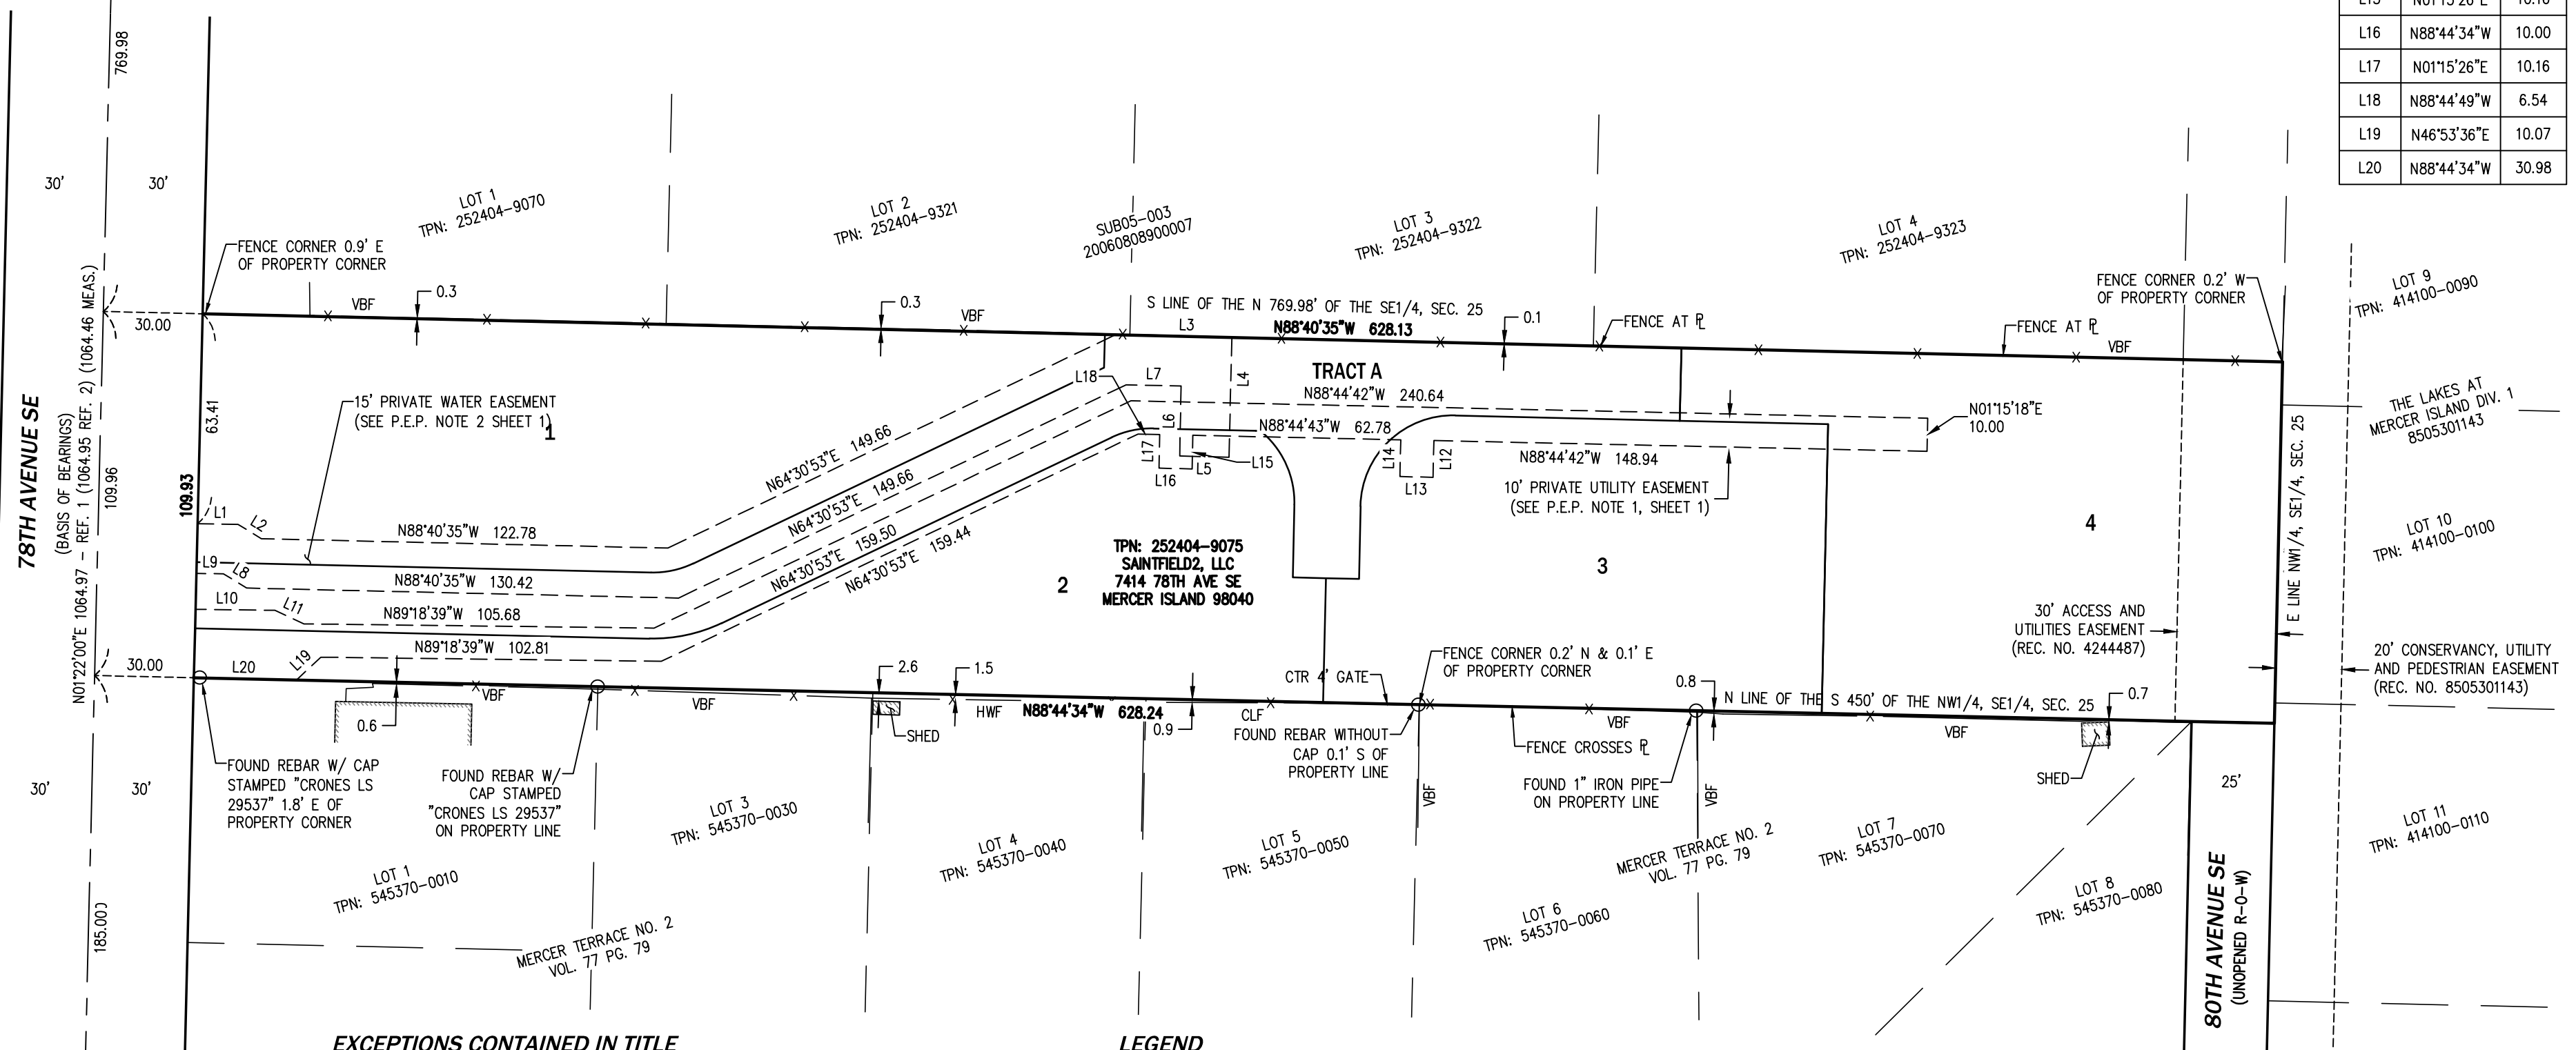 L16 N88°44'34"W 10.00
L17 N01°15'26"E 10.16
L18 N88°44'49"W 6.54
L19 N46°53'36"E 10.07
L20 N88°44'34"W 30.98
769.98
30'
30'
LOT 1
TPN: 252404-9070
LOT 2
TPN: 252404-9321
SUB05-003
20060808900007
LOT 3
TPN: 252404-9322
LOT 4
TPN: 252404-9323
FENCE CORNER 0.9' E
OF PROPERTY CORNER
FENCE CORNER 0.2' W
OF PROPERTY CORNER
LOT 9
TPN: 414100-0090
30.00
VBF
0.3
0.3
VBF
S LINE OF THE N 769.98' OF THE SE1/4, SEC. 25
L3
N88°40'35"W 628.13
0.1
FENCE AT PL
FENCE AT PL
VBF
TRACT A
78TH AVENUE SE
(BASIS OF BEARINGS)
N01°22'00"E 1064.97 - REF. 1 (1064.95 REF. 2) (1064.46 MEAS.)
109.96
63.41
109.93
15' PRIVATE WATER EASEMENT
(SEE P.E.P. NOTE 2 SHEET 1)
1
L18
L7
L4
L6
N88°44'42"W 240.64
N88°44'43"W 62.78
N01°15'18"E
10.00
THE LAKES AT
MERCER ISLAND DIV. 1
8505301143
L17
L16
L5
L15
L14
L12
L13
N88°44'42"W 148.94
10' PRIVATE UTILITY EASEMENT
(SEE P.E.P. NOTE 1, SHEET 1)
N64°30'53"E 149.66
N64°30'53"E 149.66
N64°30'53"E 159.50
N64°30'53"E 159.44
L1
L2
N88°40'35"W 122.78
L9
L8
N88°40'35"W 130.42
L10
L11
N89°18'39"W 105.68
L19
N89°18'39"W 102.81
L20
30.00
2
TPN: 252404-9075
SAINTFIELD2, LLC
7414 78TH AVE SE
MERCER ISLAND 98040
3
4
E LINE NW1/4, SE1/4, SEC. 25
LOT 10
TPN: 414100-0100
30' ACCESS AND
UTILITIES EASEMENT
(REC. NO. 4244487)
20' CONSERVANCY, UTILITY
AND PEDESTRIAN EASEMENT
(REC. NO. 8505301143)
0.6
VBF
VBF
2.6
1.5
HWF
N88°44'34"W 628.24
0.9
CLF
CTR 4' GATE
FENCE CORNER 0.2' N & 0.1' E
OF PROPERTY CORNER
0.8
N LINE OF THE S 450' OF THE NW1/4, SE1/4, SEC. 25
0.7
VBF
VBF
SHED
FOUND REBAR WITHOUT
CAP 0.1' S OF
PROPERTY LINE
FENCE CROSSES PL
FOUND 1" IRON PIPE
ON PROPERTY LINE
VBF
VBF
SHED
25'
FOUND REBAR W/ CAP
STAMPED "CRONES LS
29537" 1.8' E OF
PROPERTY CORNER
FOUND REBAR W/
CAP STAMPED
"CRONES LS 29537"
ON PROPERTY LINE
30'
30'
185.00
LOT 1
TPN: 545370-0010
LOT 3
TPN: 545370-0030
LOT 4
TPN: 545370-0040
LOT 5
TPN: 545370-0050
LOT 6
TPN: 545370-0060
MERCER TERRACE NO. 2
VOL. 77 PG. 79
LOT 7
TPN: 545370-0070
LOT 8
TPN: 545370-0080
LOT 11
TPN: 414100-0110
MERCER TERRACE NO. 2
VOL. 77 PG. 79
80TH AVENUE SE
(UNOPENED R-O-W)
EXCEPTIONS CONTAINED IN TITLE
LEGEND